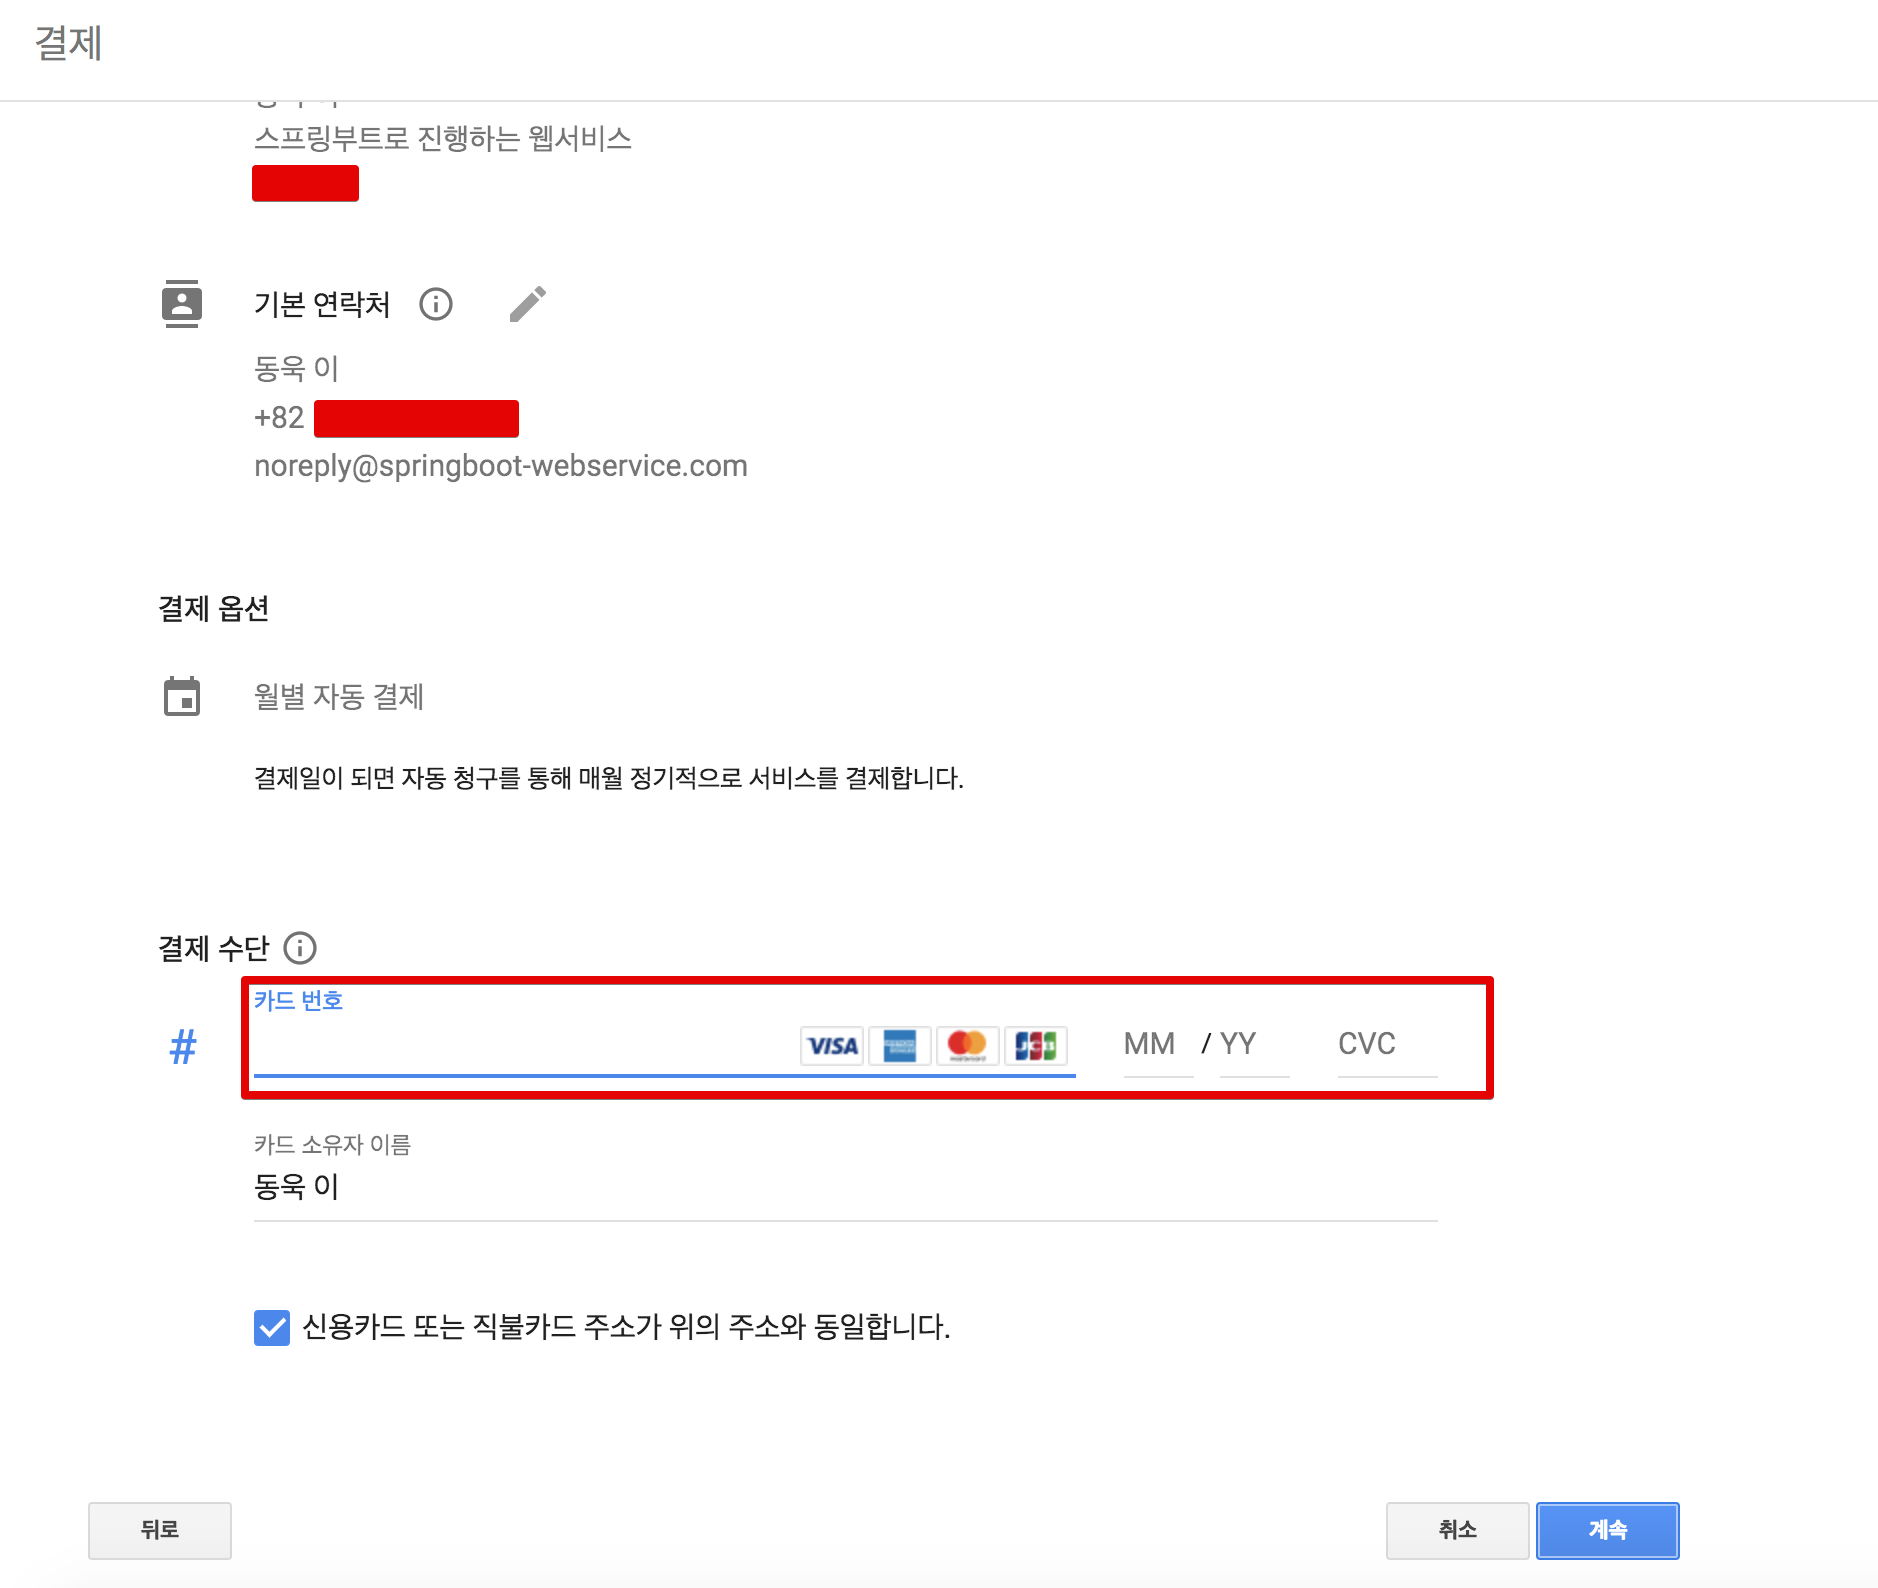 결제
스프링부트로 진행하는 웹서비스
기본 연락처
동욱 이
+82
noreply@springboot-webservice.com
결제 옵션
월별 자동 결제
결제일이 되면 자동 청구를 통해 매월 정기적으로 서비스를 결제합니다.
결제 수단
카드 번호
# VISA AMERICAN EXPRESS mastercard JCB MM / YY CVC
카드 소유자 이름
동욱 이
신용카드 또는 직불카드 주소가 위의 주소와 동일합니다.
뒤로 취소 계속